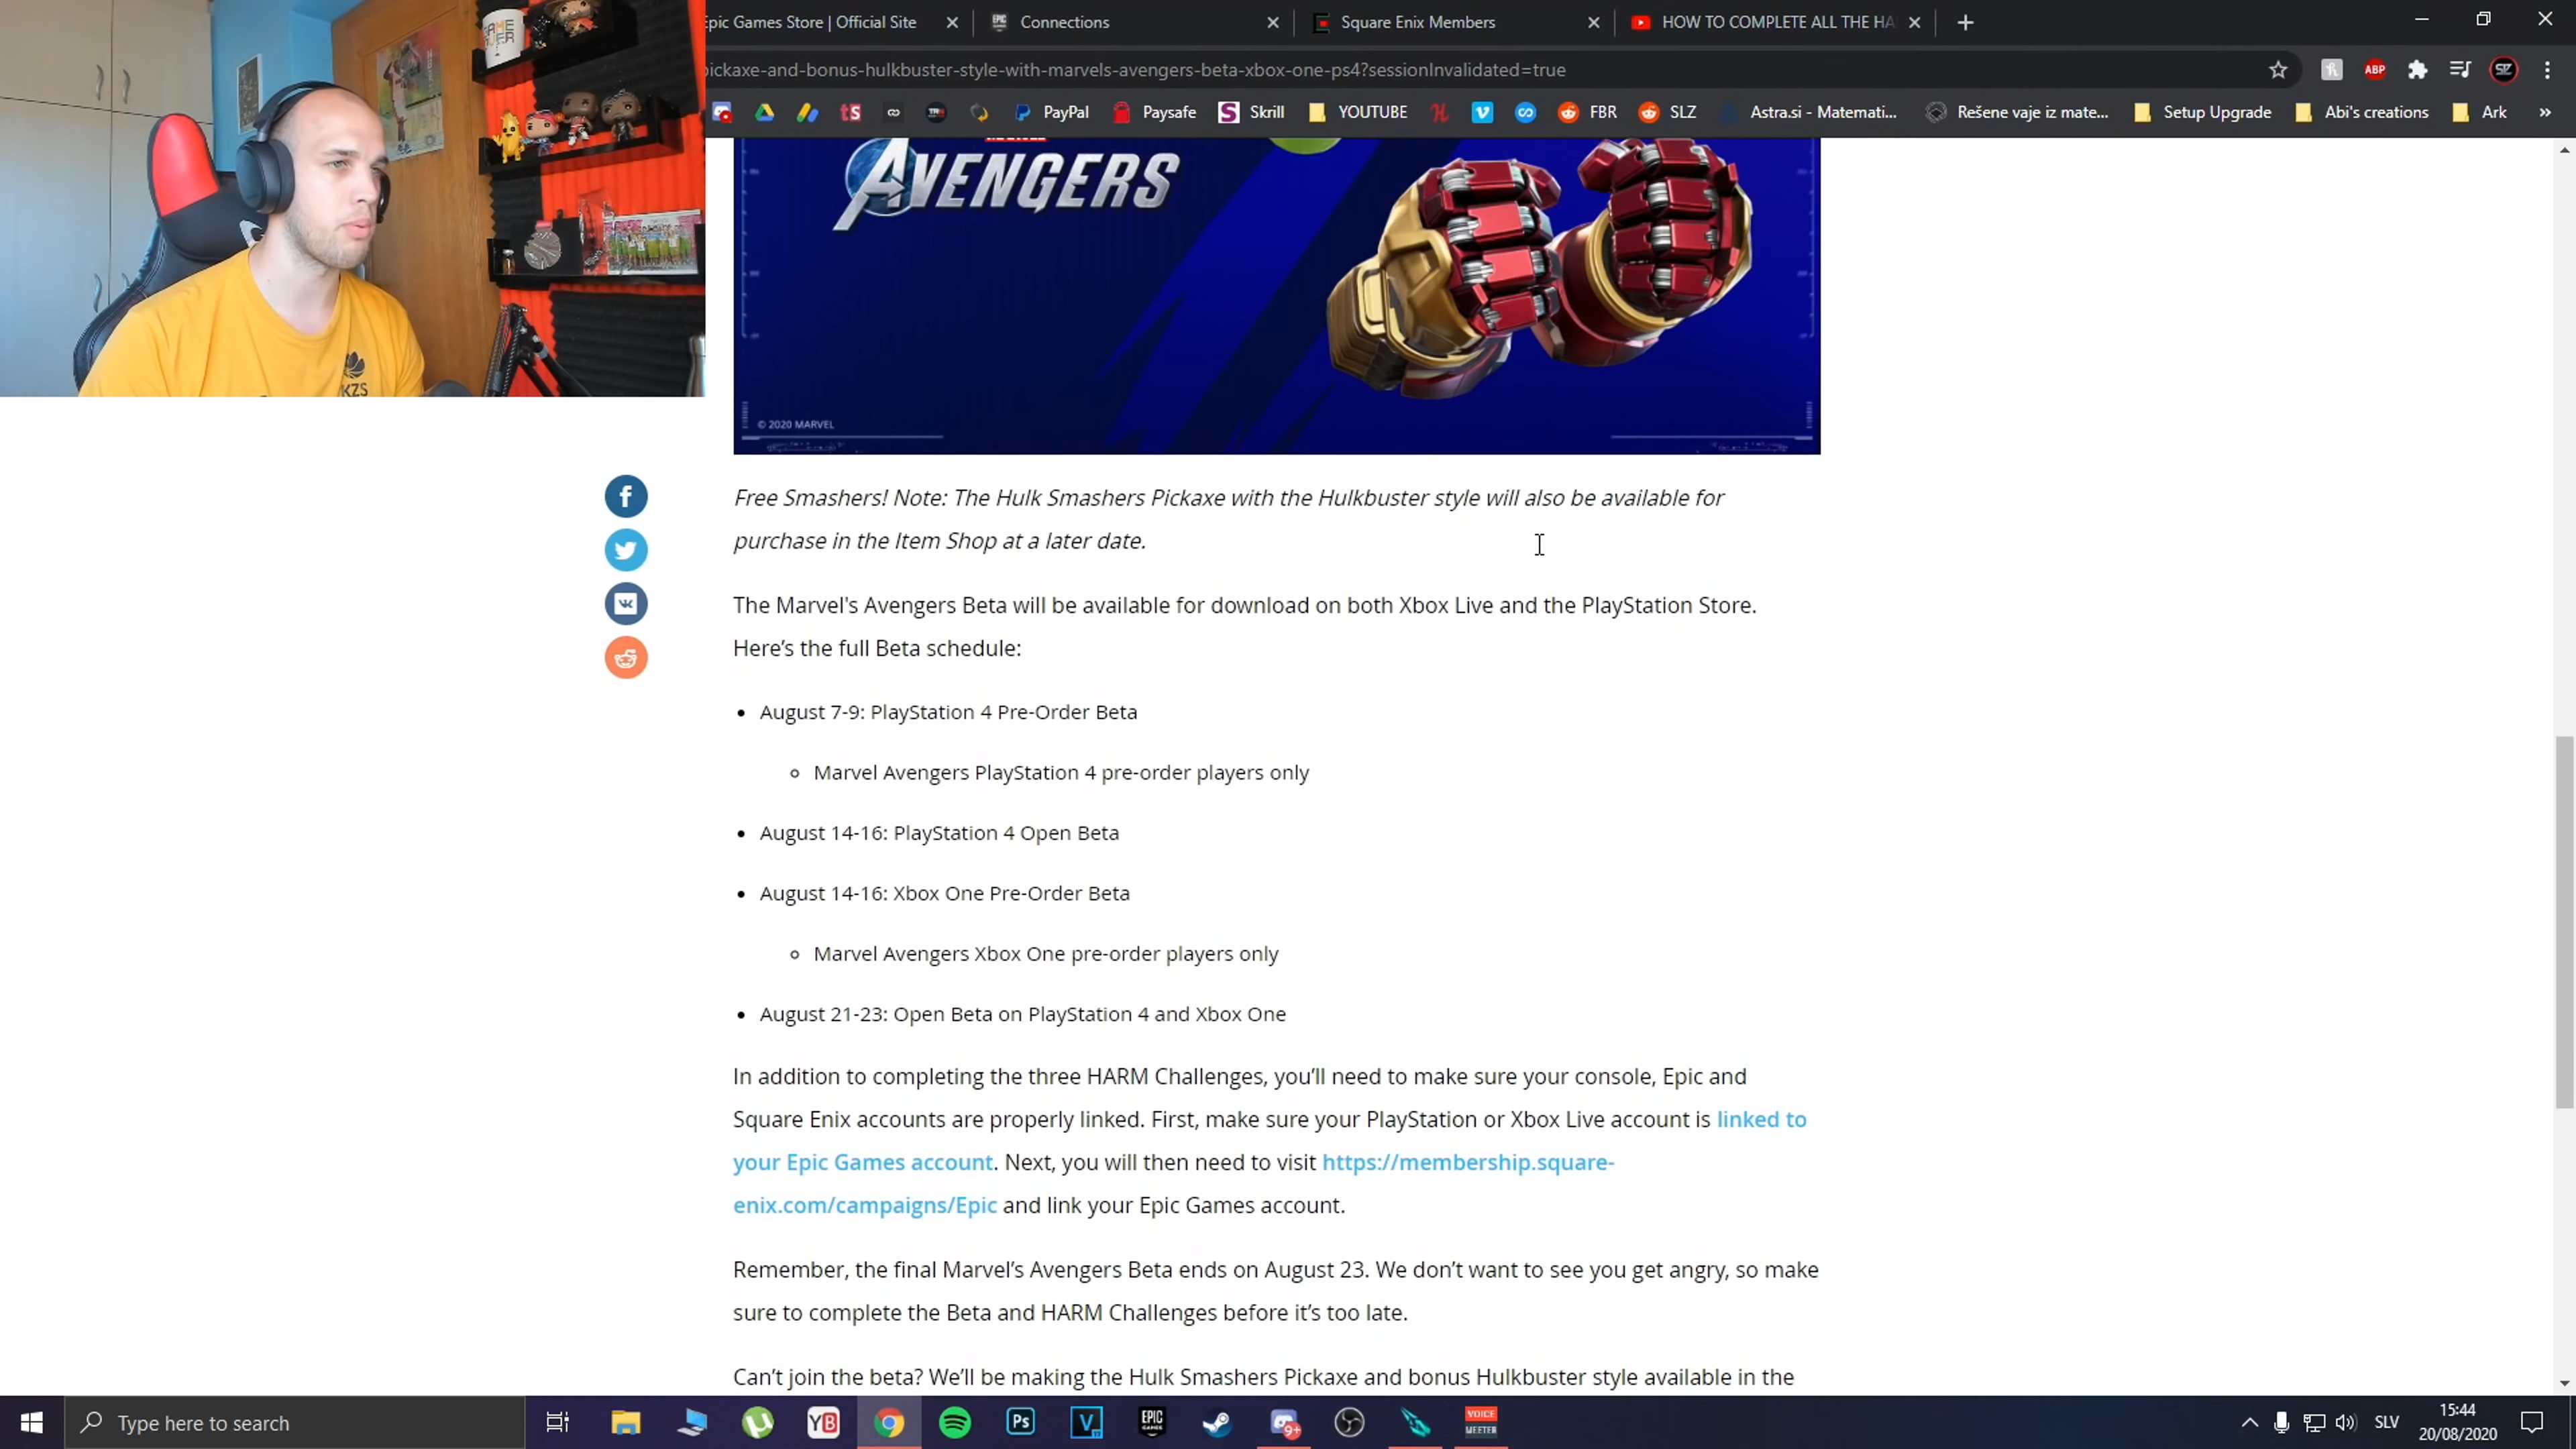 Epic Games Store | Official Site
Connections
Square Enix Members
HOW TO COMPLETE ALL THE HA
pickaxe-and-bonus-hulkbuster-style-with-marvels-avengers-beta-xbox-one-ps4?sessionInvalidated=true
ABP
PayPal
Paysafe
Skrill
YOUTUBE
FBR
SLZ
Astra.si - Matemati...
Rešene vaje iz mate...
Setup Upgrade
Abi's creations
Ark
»
KZS
AVENGERS
© 2020 MARVEL
Free Smashers! Note: The Hulk Smashers Pickaxe with the Hulkbuster style will also be available for
purchase in the Item Shop at a later date.
The Marvel's Avengers Beta will be available for download on both Xbox Live and the PlayStation Store.
Here’s the full Beta schedule:
August 7-9: PlayStation 4 Pre-Order Beta
Marvel Avengers PlayStation 4 pre-order players only
August 14-16: PlayStation 4 Open Beta
August 14-16: Xbox One Pre-Order Beta
Marvel Avengers Xbox One pre-order players only
August 21-23: Open Beta on PlayStation 4 and Xbox One
In addition to completing the three HARM Challenges, you’ll need to make sure your console, Epic and
Square Enix accounts are properly linked. First, make sure your PlayStation or Xbox Live account is linked to
your Epic Games account. Next, you will then need to visit https://membership.square-
enix.com/campaigns/Epic and link your Epic Games account.
Remember, the final Marvel’s Avengers Beta ends on August 23. We don’t want to see you get angry, so make
sure to complete the Beta and HARM Challenges before it’s too late.
Can’t join the beta? We’ll be making the Hulk Smashers Pickaxe and bonus Hulkbuster style available in the
Type here to search
YB
Ps
V
EPIC GAMES
9+
VOICE MEETER
SLV
15:44
20/08/2020